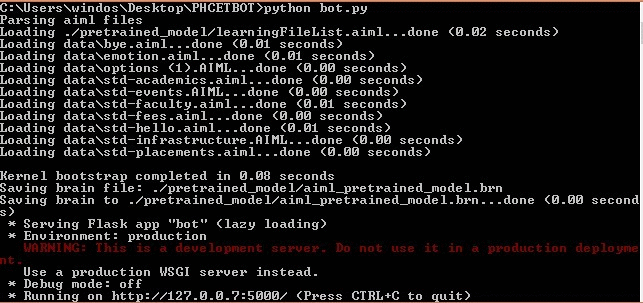 C:\Users\windos\Desktop\PHCETBOT>python bot.py
Parsing aiml files
Loading ./pretrained_model/learningFileList.aiml...done (0.02 seconds)
Loading data\bye.aiml...done (0.01 seconds)
Loading data\emotion.aiml...done (0.01 seconds)
Loading data\options (1).AIML...done (0.00 seconds)
Loading data\std-academics.aiml...done (0.00 seconds)
Loading data\std-events.AIML...done (0.00 seconds)
Loading data\std-faculty.aiml...done (0.01 seconds)
Loading data\std-fees.aiml...done (0.00 seconds)
Loading data\std-hello.aiml...done (0.01 seconds)
Loading data\std-infrastructure.AIML...done (0.00 seconds)
Loading data\std-placements.aiml...done (0.00 seconds)
Kernel bootstrap completed in 0.08 seconds
Saving brain file: ./pretrained_model/aiml_pretrained_model.brn
Saving brain to ./pretrained_model/aiml_pretrained_model.brn...done (0.00 second
s)
* Serving Flask app "bot" (lazy loading)
* Environment: production
WARNING: This is a development server. Do not use it in a production deployme
nt.
Use a production WSGI server instead.
* Debug mode: off
* Running on http://127.0.0.7:5000/ (Press CTRL+C to quit)